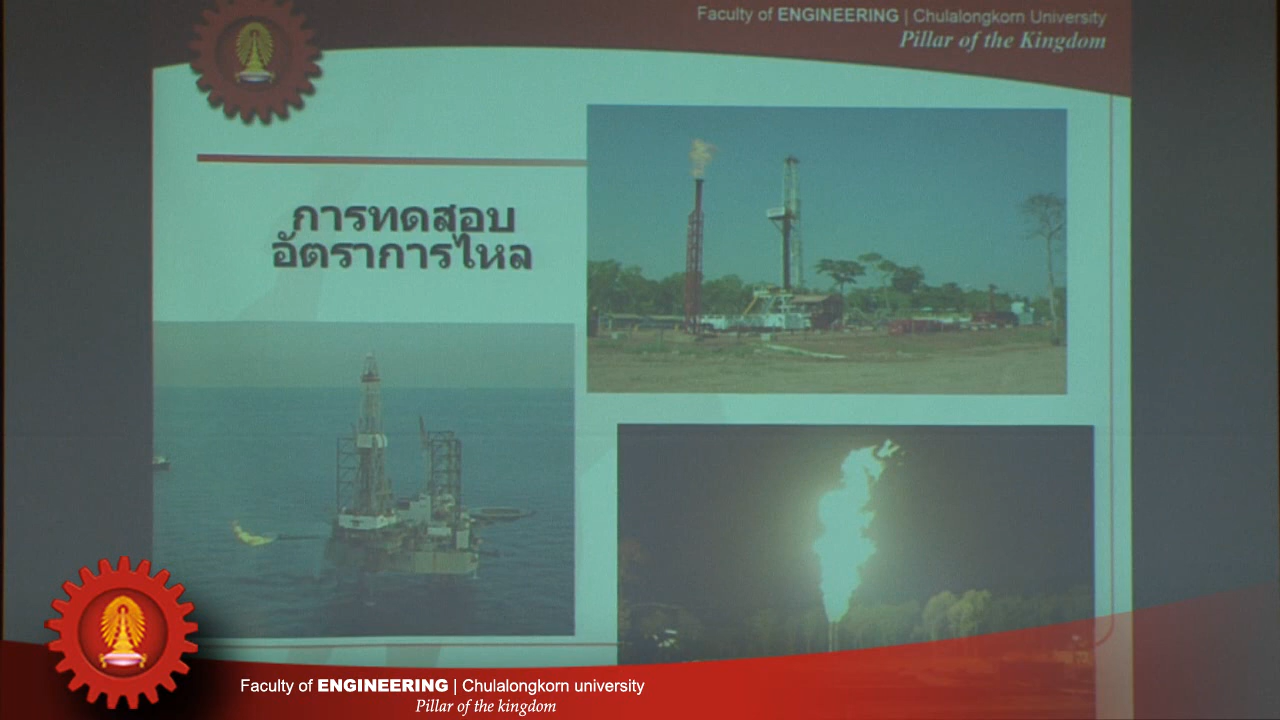 Faculty of ENGINEERING | Chulalongkorn University
Pillar of the Kingdom
การทดสอบ
อัตราการไหล
Faculty of ENGINEERING | Chulalongkorn university
Pillar of the kingdom